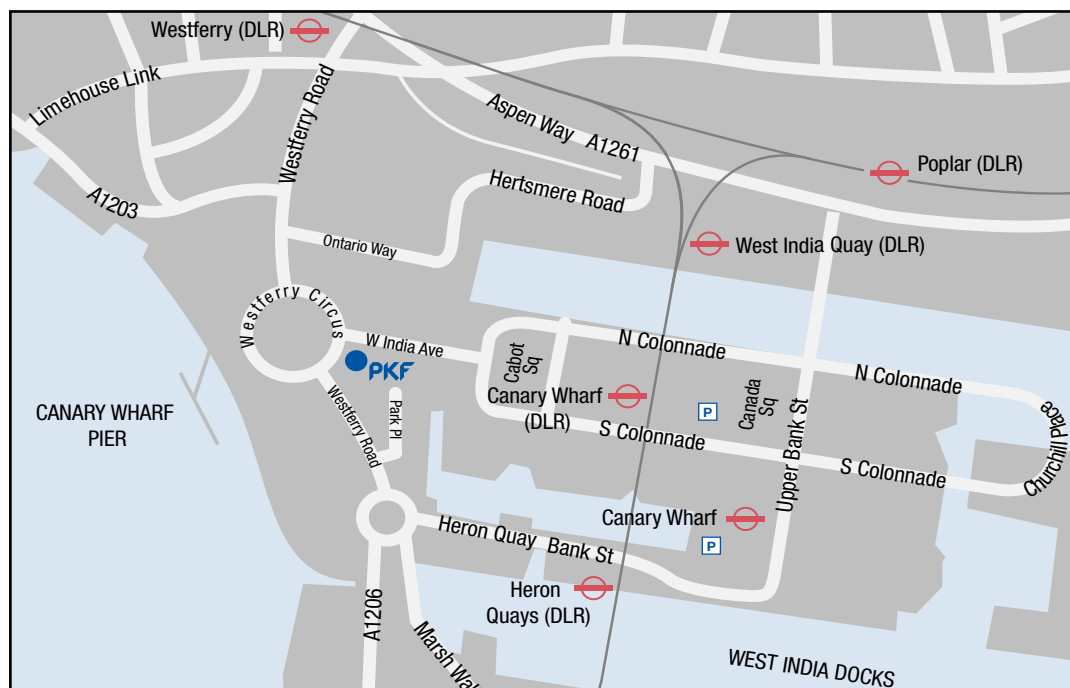 Westferry (DLR)
Limehouse Link
Westferry Road
Aspen Way A1261
Poplar (DLR)
A1203
Hertsmere Road
Ontario Way
West India Quay (DLR)
Westferry Circus
W India Ave
N Colonnade
N Colonnade
PKF
Cabot
Sq
Canada
Sq
CANARY WHARF
PIER
Westferry Road
Park Pl
Canary Wharf
(DLR)
P
S Colonnade
Upper Bank St
S Colonnade
Churchill Place
Canary Wharf
P
Heron Quay Bank St
Heron
Quays (DLR)
A1206
Marsh Wal
WEST INDIA DOCKS